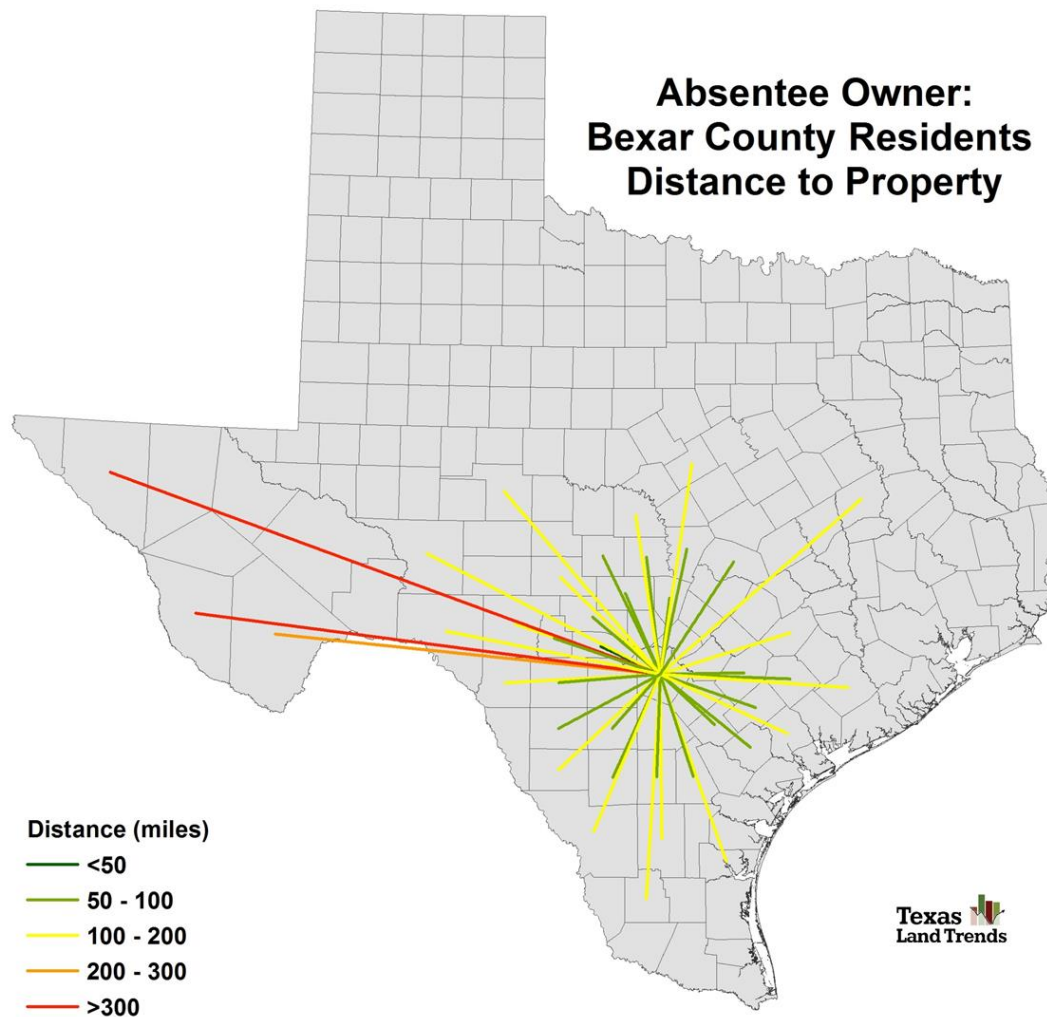 Absentee Owner:
Bexar County Residents
Distance to Property
Distance (miles)
<50
50 - 100
100 - 200
200 - 300
>300
Texas
Land Trends